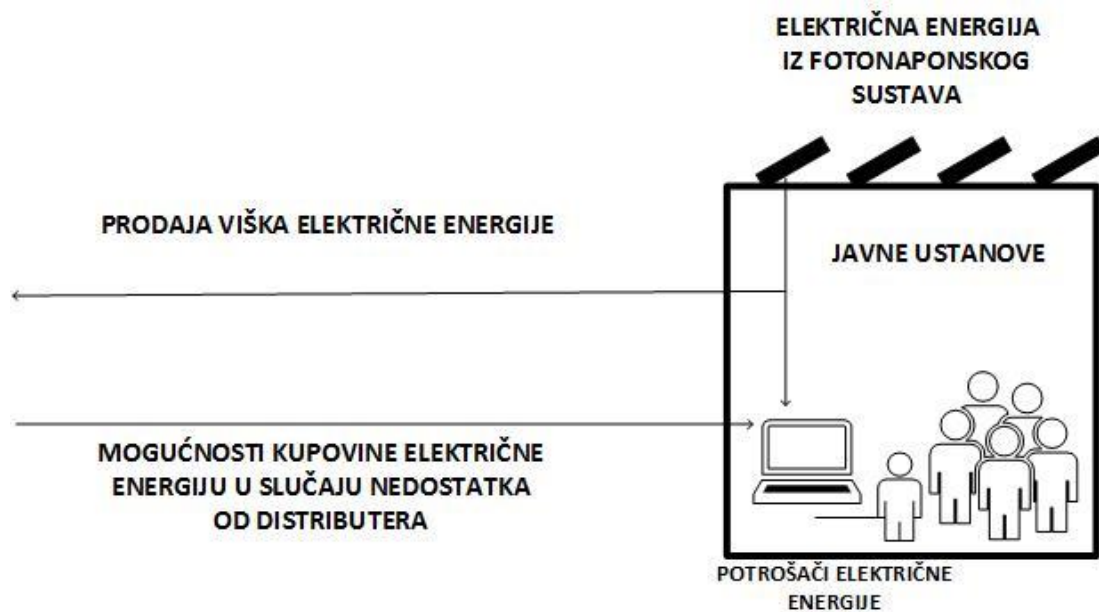 ELEKTRIČNA ENERGIJA
IZ FOTONAPONSKOG
SUSTAVA
PRODAJA VIŠKA ELEKTRIČNE ENERGIJE
JAVNE USTANOVE
MOGUĆNOSTI KUPOVINE ELEKTRIČNE
ENERGIJU U SLUČAJU NEDOSTATKA
OD DISTRIBUTERA
POTROŠAČI ELEKTRIČNE
ENERGIJE